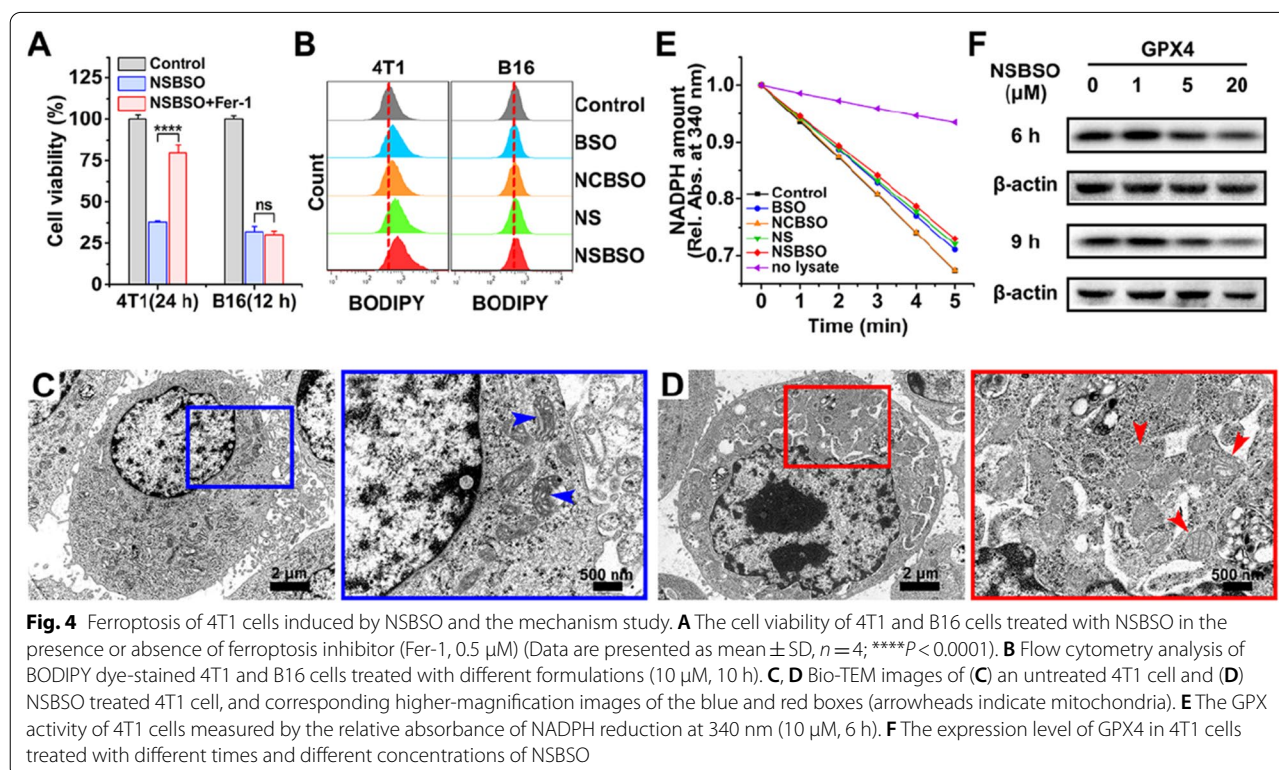 A
Control
NSBSO
NSBSO+Fer-1
Cell viability (%)
125
100
75
50
25
0
****
ns
4T1(24 h) B16(12 h)
B
4T1 B16
Count
Control
BSO
NCBSO
NS
NSBSO
BODIPY BODIPY
E
NADPH amount
(Rel. Abs. at 340 nm)
1.0
0.9
0.8
0.7
Control
BSO
NCBSO
NS
NSBSO
no lysate
0 1 2 3 4 5
Time (min)
F
GPX4
NSBSO
(μM)
0 1 5 20
6 h
β-actin
9 h
β-actin
C
2 μm
500 nm
D
2 μm
500 nm
Fig. 4 Ferroptosis of 4T1 cells induced by NSBSO and the mechanism study. A The cell viability of 4T1 and B16 cells treated with NSBSO in the
presence or absence of ferroptosis inhibitor (Fer-1, 0.5 μM) (Data are presented as mean ± SD, n = 4; ****P < 0.0001). B Flow cytometry analysis of
BODIPY dye-stained 4T1 and B16 cells treated with different formulations (10 μM, 10 h). C, D Bio-TEM images of (C) an untreated 4T1 cell and (D)
NSBSO treated 4T1 cell, and corresponding higher-magnification images of the blue and red boxes (arrowheads indicate mitochondria). E The GPX
activity of 4T1 cells measured by the relative absorbance of NADPH reduction at 340 nm (10 μM, 6 h). F The expression level of GPX4 in 4T1 cells
treated with different times and different concentrations of NSBSO